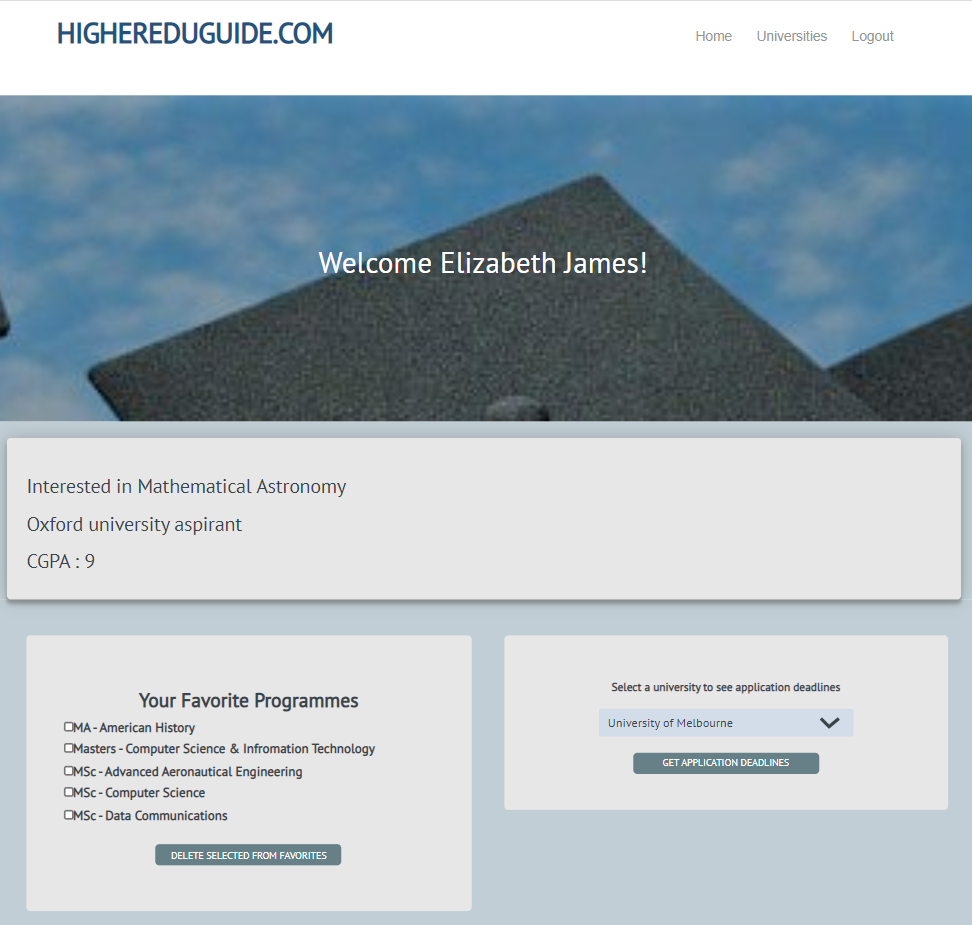 HIGHEREDUGUIDE.COM
Home Universities Logout
Welcome Elizabeth James!
Interested in Mathematical Astronomy
Oxford university aspirant
CGPA : 9
Your Favorite Programmes
MA - American History
Masters - Computer Science & Infromation Technology
MSc - Advanced Aeronautical Engineering
MSc - Computer Science
MSc - Data Communications
DELETE SELECTED FROM FAVORITES
Select a university to see application deadlines
University of Melbourne
GET APPLICATION DEADLINES